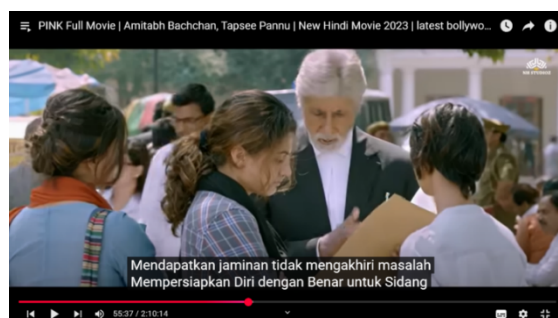 PINK Full Movie | Amitabh Bachchan, Tapsee Pannu | New Hindi Movie 2023 | latest bollywo...
Mendapatkan jaminan tidak mengakhiri masalah
Mempersiapkan Diri dengan Benar untuk Sidang
55:37 / 2:10:14